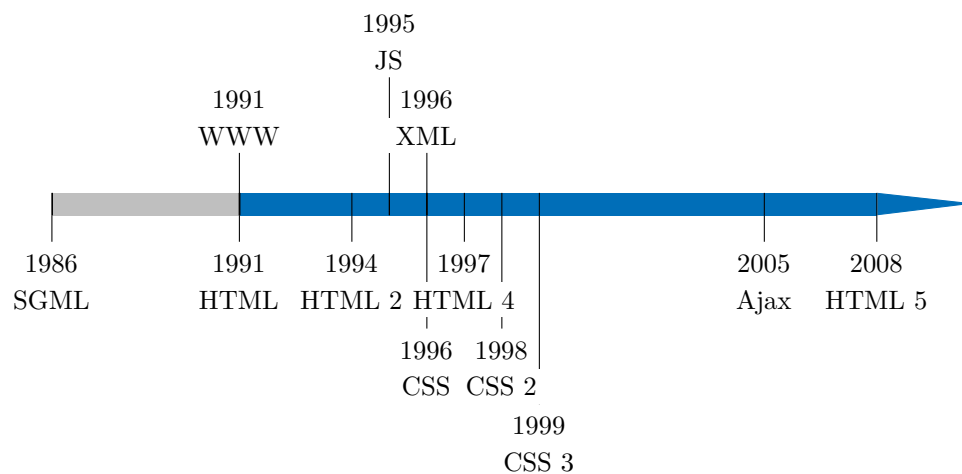 1995
JS
1991
WWW
1996
XML
1986
SGML
1991
HTML
1994
HTML 2
1997
HTML 4
2005
Ajax
2008
HTML 5
1996
CSS
1998
CSS 2
1999
CSS 3